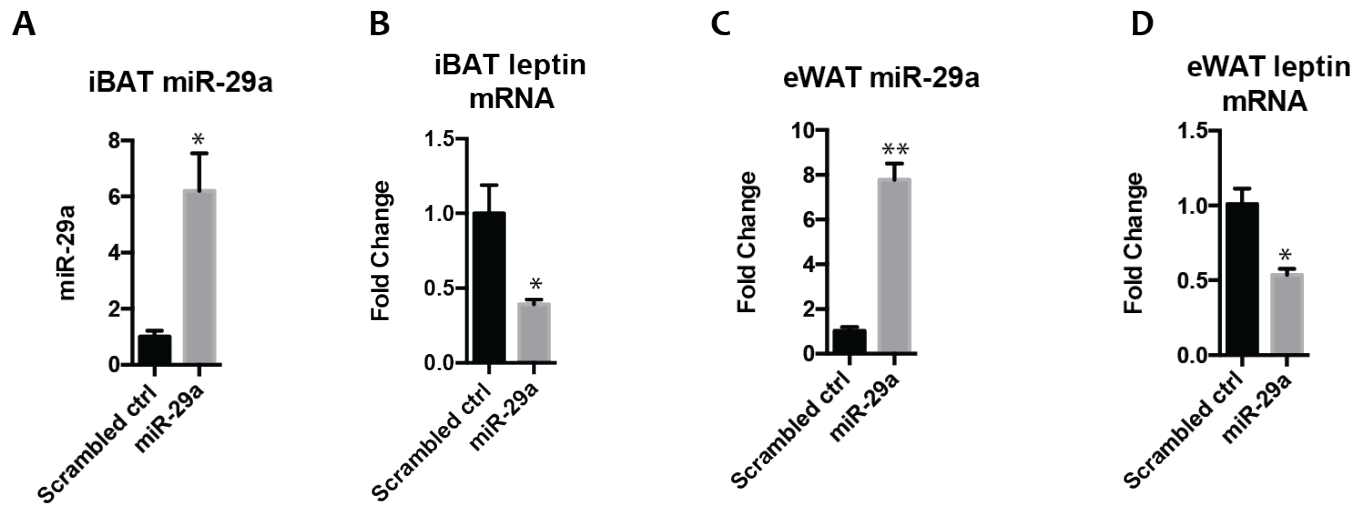 A
iBAT miR-29a
miR-29a
8
*
6
4
2
0
Scrambled ctrl
miR-29a
B
iBAT leptin
mRNA
Fold Change
1.5
1.0
0.5
*
0.0
Scrambled ctrl
miR-29a
C
eWAT miR-29a
Fold Change
10
8
**
6
4
2
0
Scrambled ctrl
miR-29a
D
eWAT leptin
mRNA
Fold Change
1.5
1.0
0.5
*
0.0
Scrambled ctrl
miR-29a